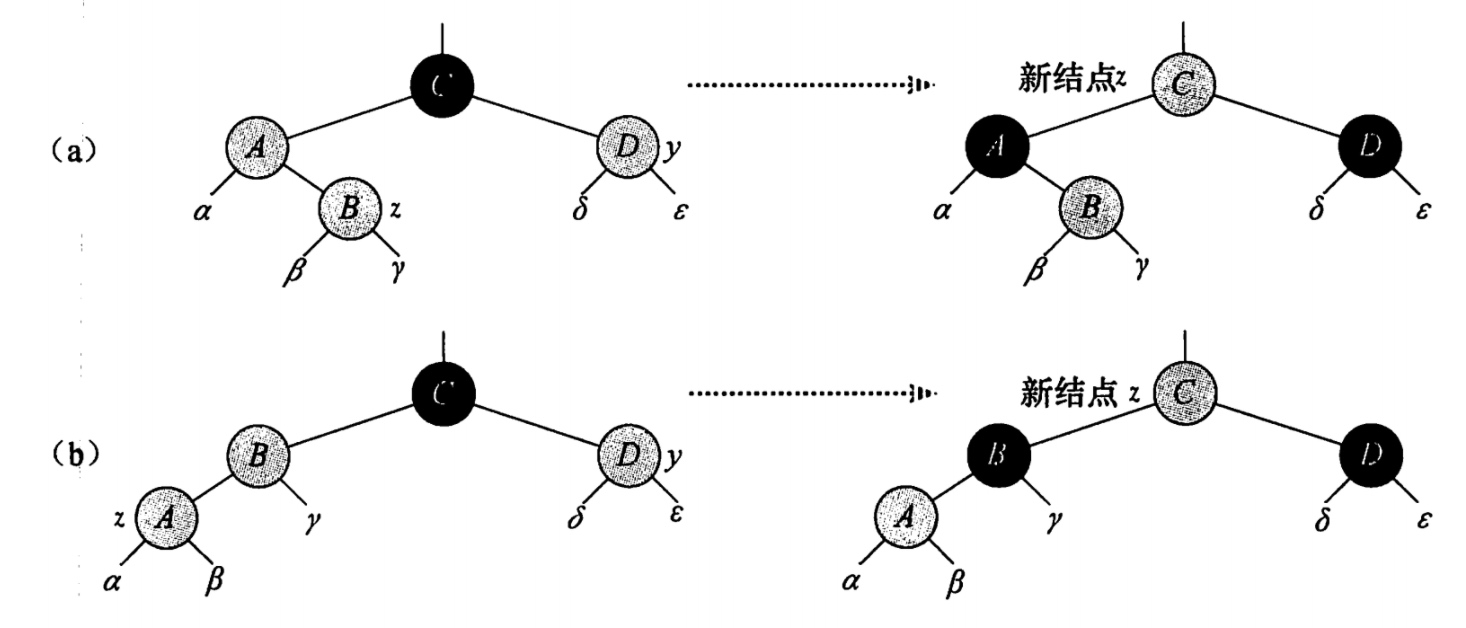 C C
新结点z
(a) A D y A D
α B z δ ε α B δ ε
β γ β γ
C C
新结点 z
(b) B D y B D
z A γ δ ε A γ δ ε
α β α β